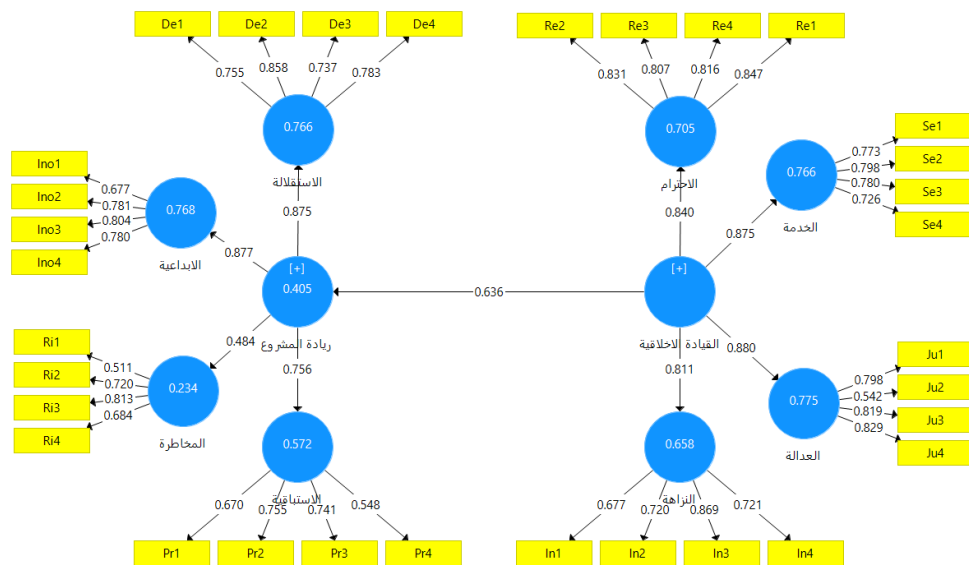 De1 De2 De3 De4
Re2 Re3 Re4 Re1
0.755 0.858 0.737 0.783
0.831 0.807 0.816 0.847
0.766
الاستقلالة
0.705
الاحترام
Se1
Se2
Se3
Se4
0.773
0.798
0.780
0.726
0.766
الخدمة
Ino1
Ino2
Ino3
Ino4
0.677
0.781
0.804
0.780
0.768
الابداعية
0.875
0.877
0.840
0.875
[+]
0.405
ريادة المشروع
0.636
[+]
القيادة الاخلاقية
0.484
0.756
0.811
0.880
Ri1
Ri2
Ri3
Ri4
0.511
0.720
0.813
0.684
0.234
المخاطرة
Ju1
Ju2
Ju3
Ju4
0.798
0.542
0.819
0.829
0.775
العدالة
0.572
الاستباقية
0.658
النزاهة
0.670 0.755 0.741 0.548
0.677 0.720 0.869 0.721
Pr1 Pr2 Pr3 Pr4
In1 In2 In3 In4